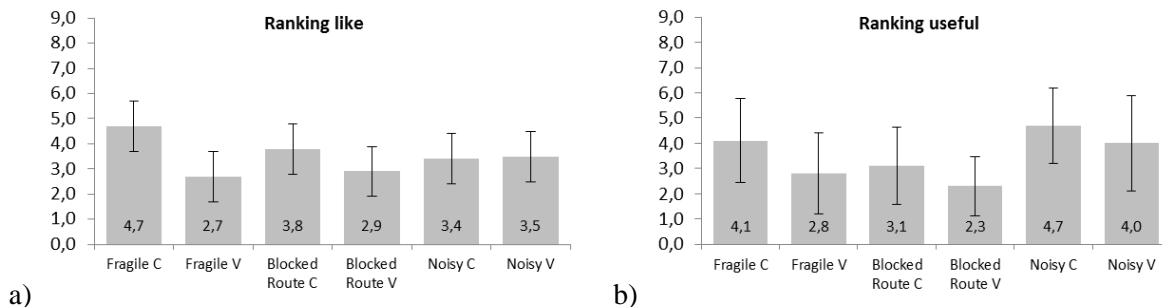 Ranking like
9,0
8,0
7,0
6,0
5,0
4,0
3,0
2,0
1,0
0,0
4,7 2,7 3,8 2,9 3,4 3,5
Fragile C Fragile V Blocked Blocked Noisy C Noisy V
Route C Route V
a)
Ranking useful
9,0
8,0
7,0
6,0
5,0
4,0
3,0
2,0
1,0
0,0
4,1 2,8 3,1 2,3 4,7 4,0
Fragile C Fragile V Blocked Blocked Noisy C Noisy V
Route C Route V
b)